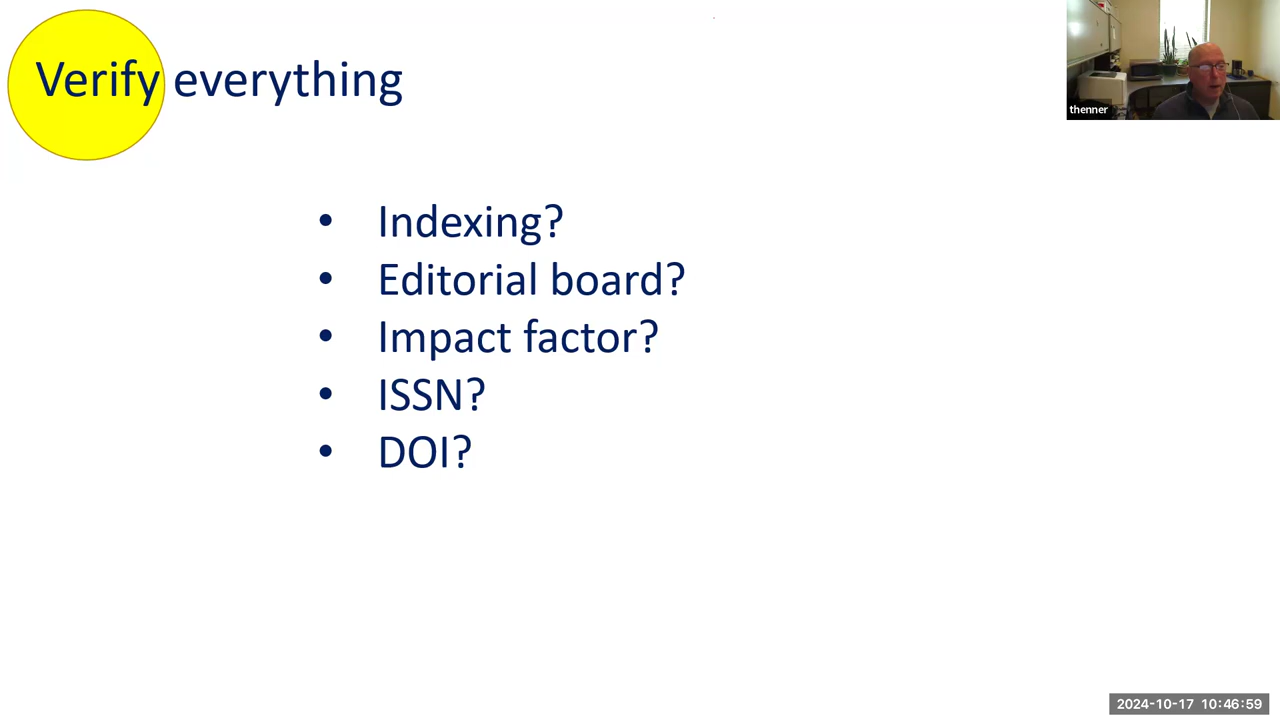 Verify everything
thenner
• Indexing?
• Editorial board?
• Impact factor?
• ISSN?
• DOI?
2024-10-17 10:46:59